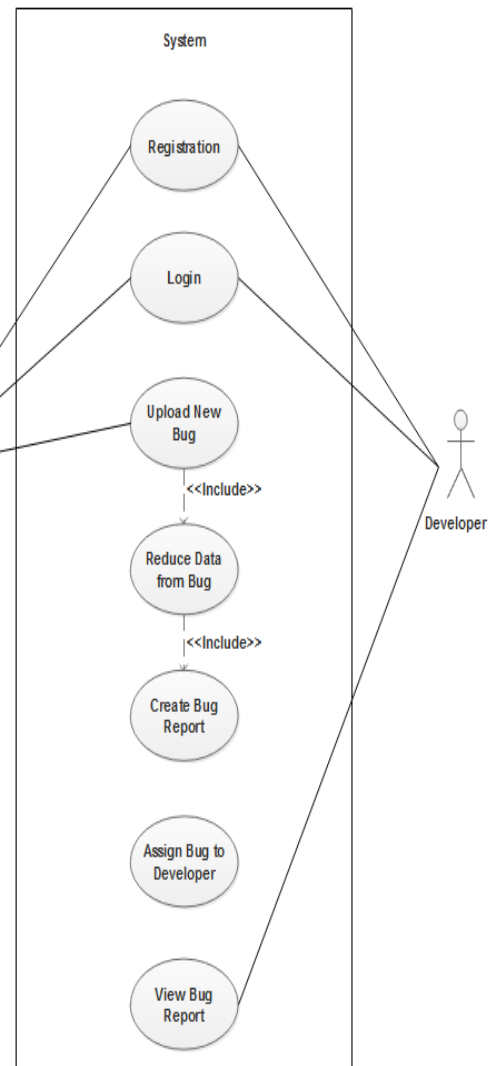 System
Registration
Login
Upload New
Bug
<<Include>>
Developer
Reduce Data
from Bug
<<Include>>
Create Bug
Report
Assign Bug to
Developer
View Bug
Report